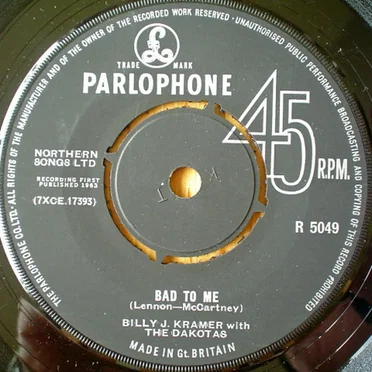 ALL RIGHTS OF THE MANUFACTURER AND OF THE OWNER OF THE RECORDED WORK RESERVED · UNAUTHORISED PUBLIC PERFORMANCE BROADCASTING AND COPYING OF THIS RECORD PROHIBITED
TRADE MARK
PARLOPHONE
45
R.P.M.
NORTHERN
SONGS LTD
RECORDING FIRST
PUBLISHED 1963
(7XCE.17393)
R 5049
BAD TO ME
(Lennon—McCartney)
BILLY J. KRAMER with
THE DAKOTAS
THE PARLOPHONE CO. LTD.
MADE IN Gt. BRITAIN